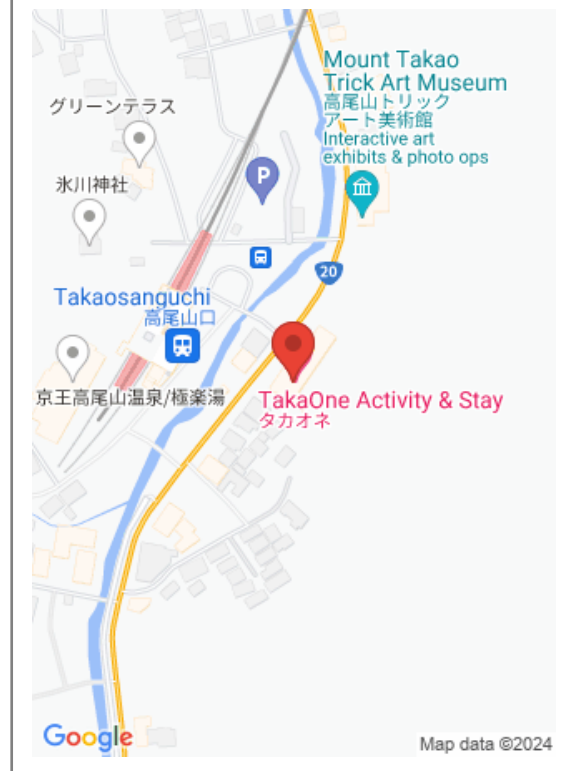 Mount Takao
Trick Art Museum
高尾山トリック
アート美術館
Interactive art
exhibits & photo ops
グリーンテラス
P
氷川神社
20
Takaosanguchi
高尾山口
京王高尾山温泉/極楽湯
TakaOne Activity & Stay
タカオネ
Google
Map data ©2024